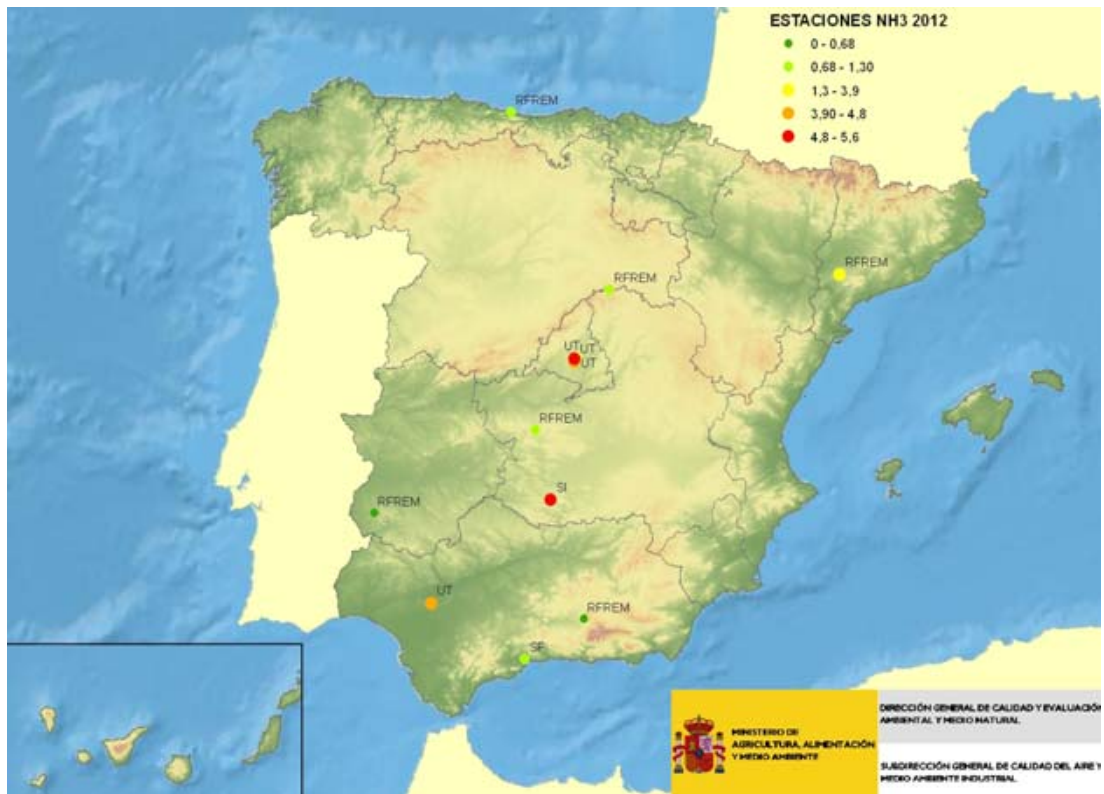 ESTACIONES NH3 2012
0 - 0,68
0,68 - 1,30
1,3 - 3,9
3,90 - 4,8
4,8 - 5,6
RFREM
RFREM
RFREM
UT UT
UT
RFREM
SI
RFREM
UT
RFREM
SF
MINISTERIO DE
AGRICULTURA, ALIMENTACIÓN
Y MEDIO AMBIENTE
DIRECCIÓN GENERAL DE CALIDAD Y EVALUACIÓN
AMBIENTAL Y MEDIO NATURAL
SUBDIRECCIÓN GENERAL DE CALIDAD DEL AIRE Y
MEDIO AMBIENTE INDUSTRIAL